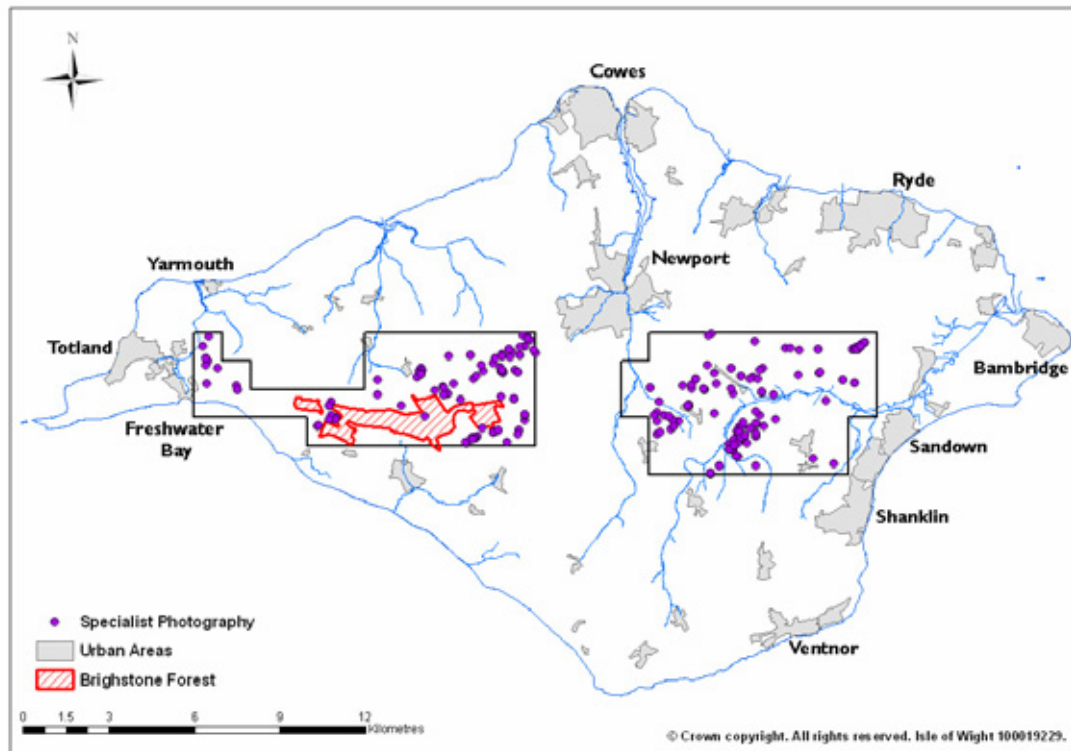 N
Cowes
Ryde
Newport
Yarmouth
Totland
Bambridge
Freshwater
Bay
Sandown
Shanklin
Ventnor
Specialist Photography
Urban Areas
Brighstone Forest
0 1.5 3 6 9 12
Kilometres
© Crown copyright. All rights reserved. Isle of Wight 100019229.